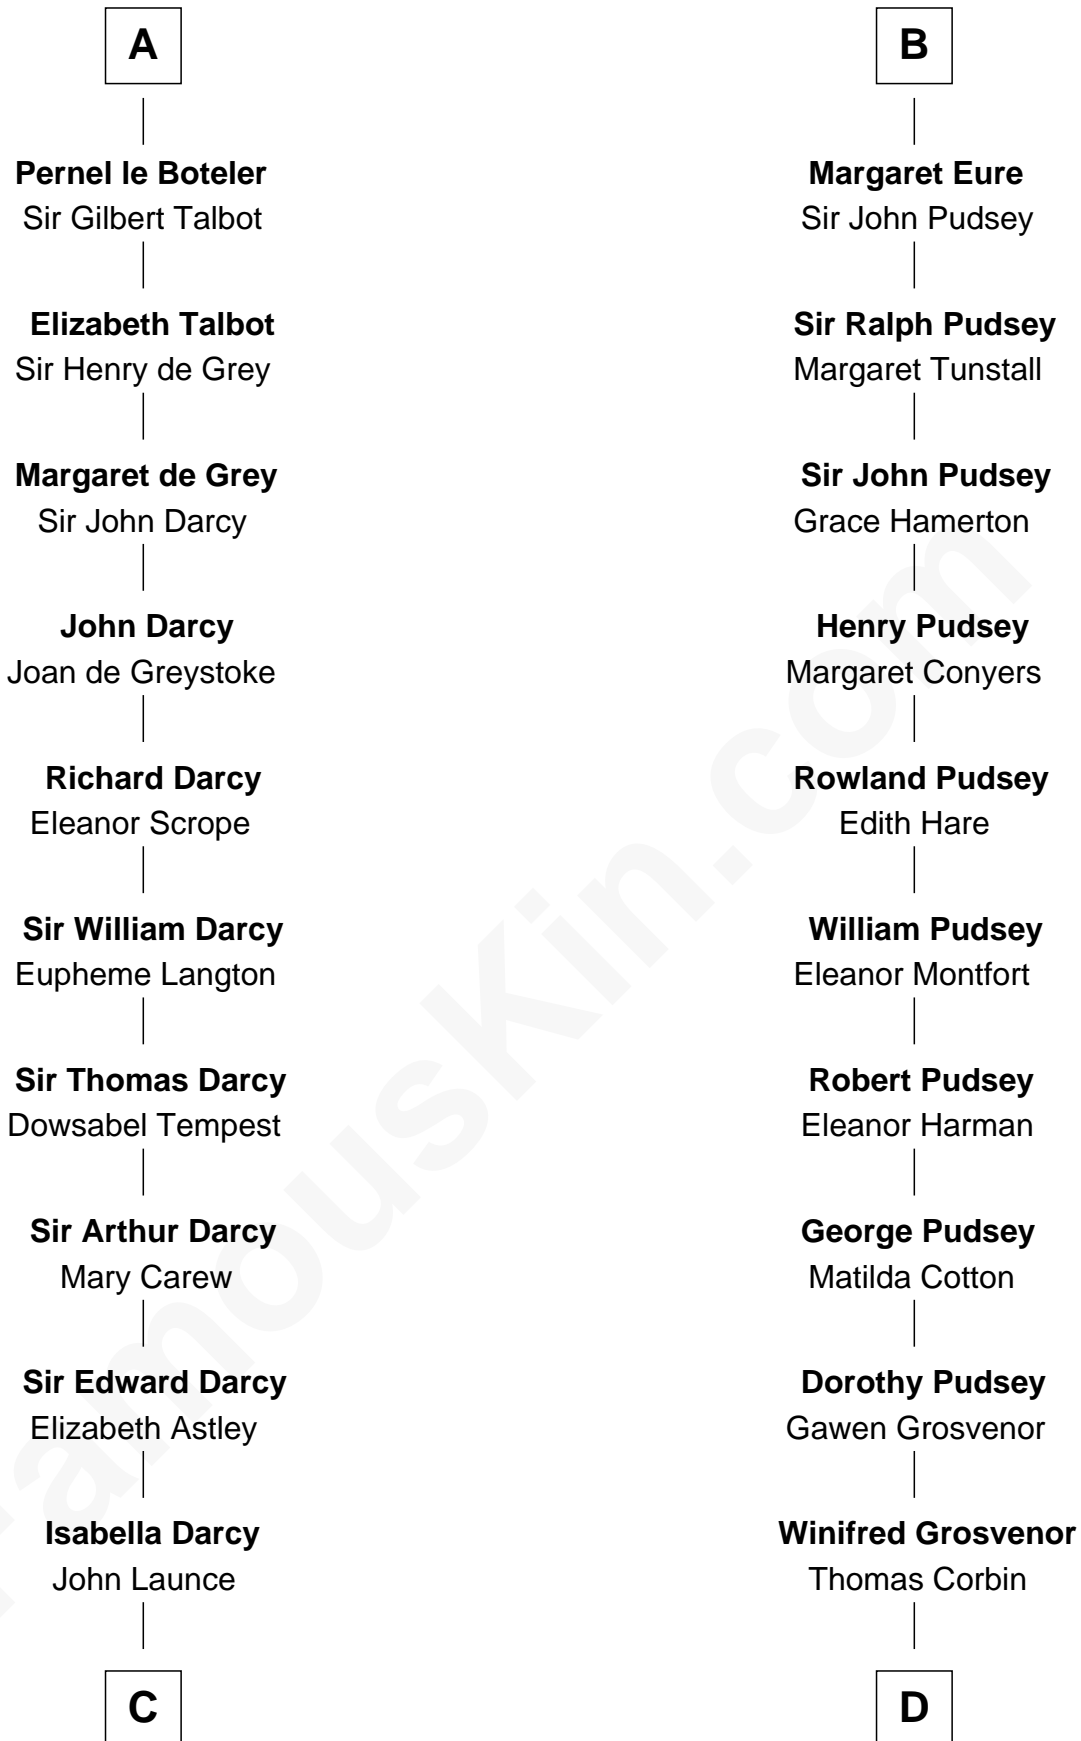 A
Pernel le Boteler
Sir Gilbert Talbot
Elizabeth Talbot
Sir Henry de Grey
Margaret de Grey
Sir John Darcy
John Darcy
Joan de Greystoke
Richard Darcy
Eleanor Scrope
Sir William Darcy
Eupheme Langton
Sir Thomas Darcy
Dowsabel Tempest
Sir Arthur Darcy
Mary Carew
Sir Edward Darcy
Elizabeth Astley
Isabella Darcy
John Launce
C
B
Margaret Eure
Sir John Pudsey
Sir Ralph Pudsey
Margaret Tunstall
Sir John Pudsey
Grace Hamerton
Henry Pudsey
Margaret Conyers
Rowland Pudsey
Edith Hare
William Pudsey
Eleanor Montfort
Robert Pudsey
Eleanor Harman
George Pudsey
Matilda Cotton
Dorothy Pudsey
Gawen Grosvenor
Winifred Grosvenor
Thomas Corbin
D
FamousKin.com